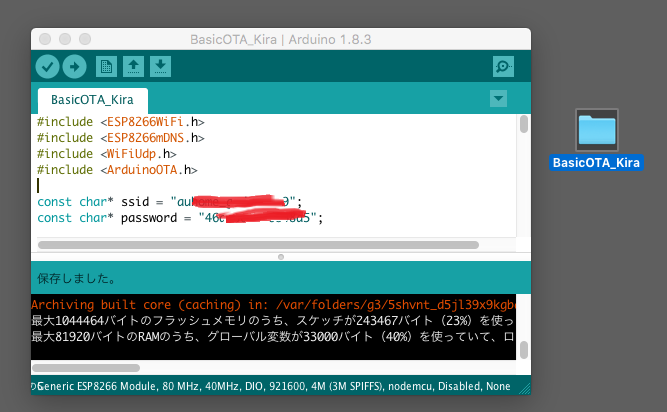 BasicOTA_Kira | Arduino 1.8.3
BasicOTA_Kira
#include <ESP8266WiFi.h>
#include <ESP8266mDNS.h>
#include <WiFiUdp.h>
#include <ArduinoOTA.h>
const char* ssid = "
const char* password = "
保存しました。
Archiving built core (caching) in: /var/folders/g3/5shvnt_d5jl39x9kgb
最大1044464バイトのフラッシュメモリのうち、スケッチが243467バイト（23%）を使っ
最大81920バイトのRAMのうち、グローバル変数が33000バイト（40%）を使っていて、ロ
Generic ESP8266 Module, 80 MHz, 40MHz, DIO, 921600, 4M (3M SPIFFS), nodemcu, Disabled, None
BasicOTA_Kira